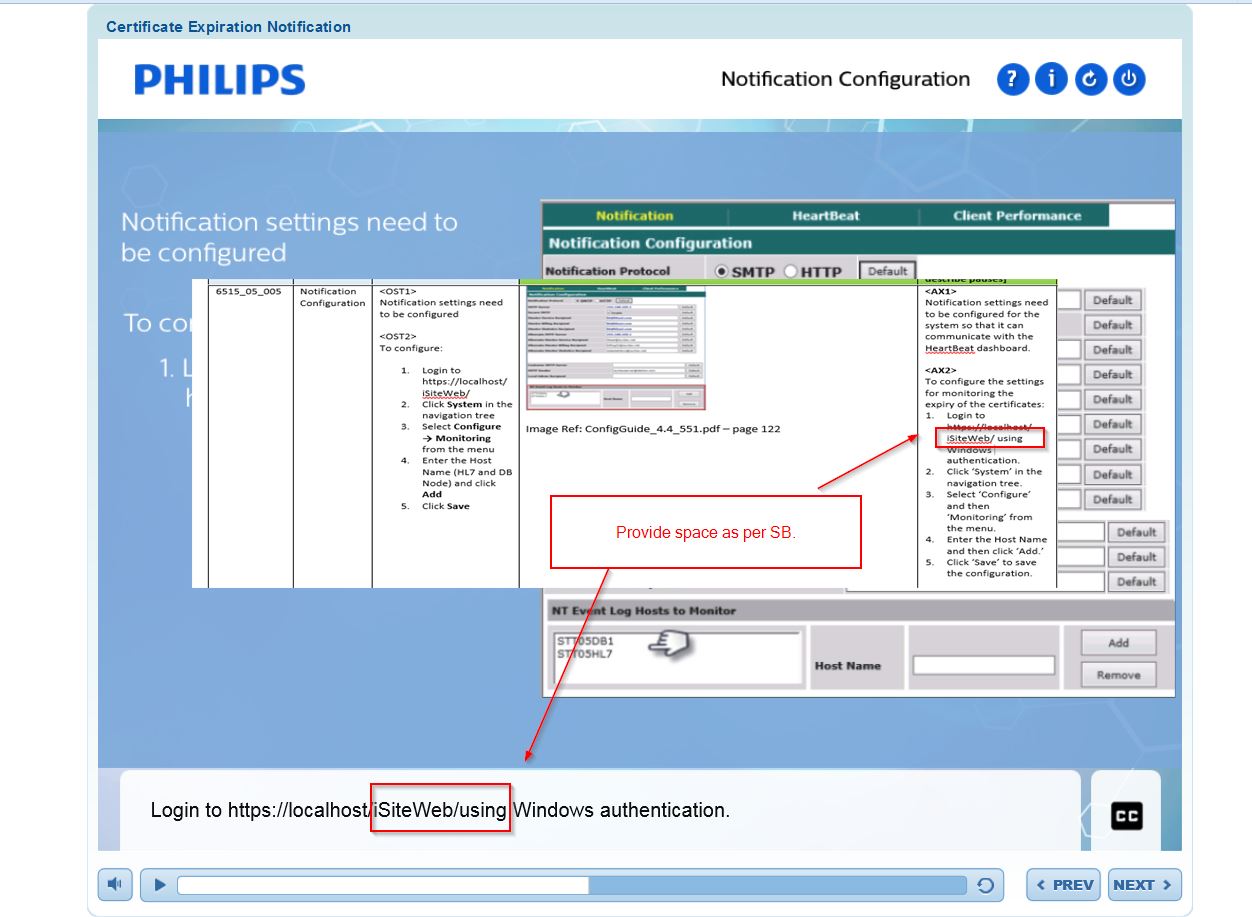 Certificate Expiration Notification
PHILIPS
Notification Configuration
Notification settings need to
be configured
To co
1. L
h
Notification HeartBeat Client Performance
Notification Configuration
Notification Protocol SMTP HTTP Default
Default
Default
Default
Default
Default
Default
Default
Default
Default
Default
Default
Default
6515_05_005
Notification
Configuration
<OST1>
Notification settings need
to be configured
<OST2>
To configure:
1. Login to
https://localhost/
iSiteWeb/
2. Click System in the
navigation tree
3. Select Configure
→ Monitoring
from the menu
4. Enter the Host
Name (HL7 and DB
Node) and click
Add
5. Click Save
Image Ref: ConfigGuide_4.4_551.pdf – page 122
describe pauses]
<AX1>
Notification settings need
to be configured for the
system so that it can
communicate with the
HeartBeat dashboard.
<AX2>
To configure the settings
for monitoring the
expiry of the certificates:
1. Login to
https://localhost/
iSiteWeb/ using
Windows
authentication.
2. Click ‘System’ in the
navigation tree.
3. Select ‘Configure’
and then
‘Monitoring’ from
the menu.
4. Enter the Host Name
and then click ‘Add.’
5. Click ‘Save’ to save
the configuration.
Provide space as per SB.
NT Event Log Hosts to Monitor
STT05DB1
STT05HL7
Host Name
Add
Remove
Login to https://localhost/iSiteWeb/using Windows authentication.
CC
< PREV NEXT >